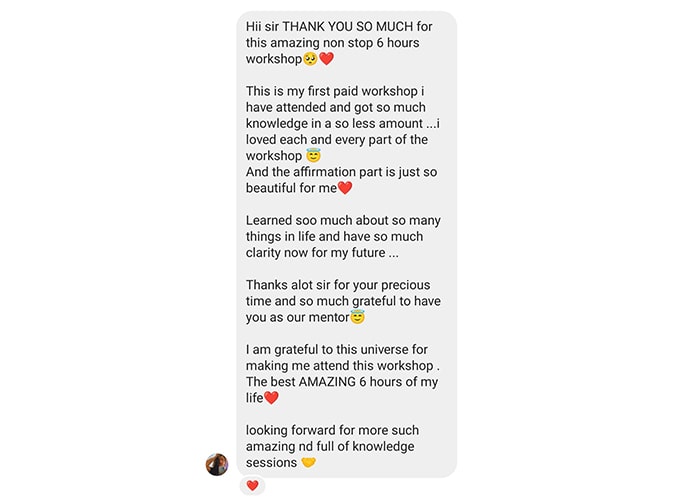 Hii sir THANK YOU SO MUCH for
this amazing non stop 6 hours
workshop🥺❤️
This is my first paid workshop i
have attended and got so much
knowledge in a so less amount ...i
loved each and every part of the
workshop 😇
And the affirmation part is just so
beautiful for me❤️
Learned soo much about so many
things in life and have so much
clarity now for my future ...
Thanks alot sir for your precious
time and so much grateful to have
you as our mentor😇
I am grateful to this universe for
making me attend this workshop .
The best AMAZING 6 hours of my
life❤️
looking forward for more such
amazing nd full of knowledge
sessions 🤝
❤️